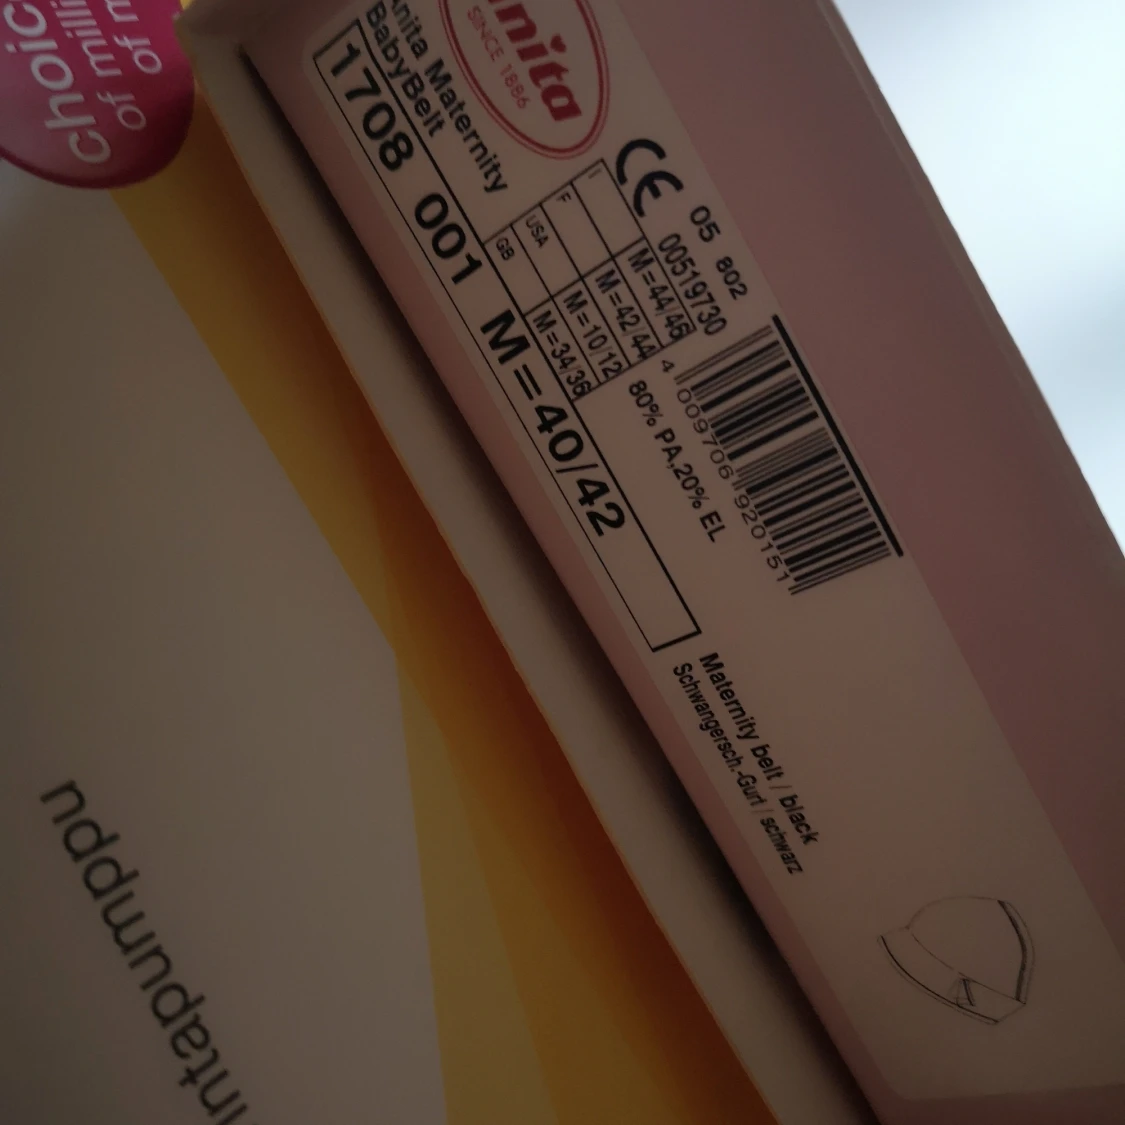 choic
of milli
of m
nita
SINCE 1886
Anita Maternity
BabyBelt
1708 001 M=40/42
I M=44/46
F M=42/44
USA M=10/12
GB M=34/36
CE
05 802
00519730
4 009706 920151
80% PA,20% EL
Maternity belt / black
Schwangersch.-Gurt / schwarz
intapumppu